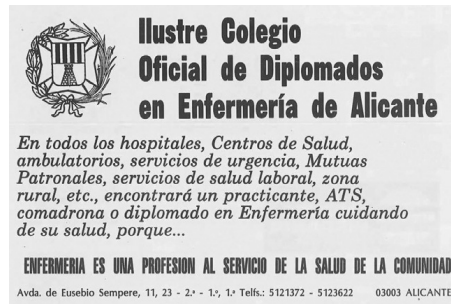 Ilustre Colegio
Oficial de Diplomados
en Enfermería de Alicante
En todos los hospitales, Centros de Salud,
ambulatorios, servicios de urgencia, Mutuas
Patronales, servicios de salud laboral, zona
rural, etc., encontrará un practicante, ATS,
comadrona o diplomado en Enfermería cuidando
de su salud, porque...
ENFERMERIA ES UNA PROFESION AL SERVICIO DE LA SALUD DE LA COMUNIDAD
Avda. de Eusebio Sempere, 11, 23 - 2.ª - 1.º, 1.ª Telfs.: 5121372 - 5123622 03003 ALICANTE